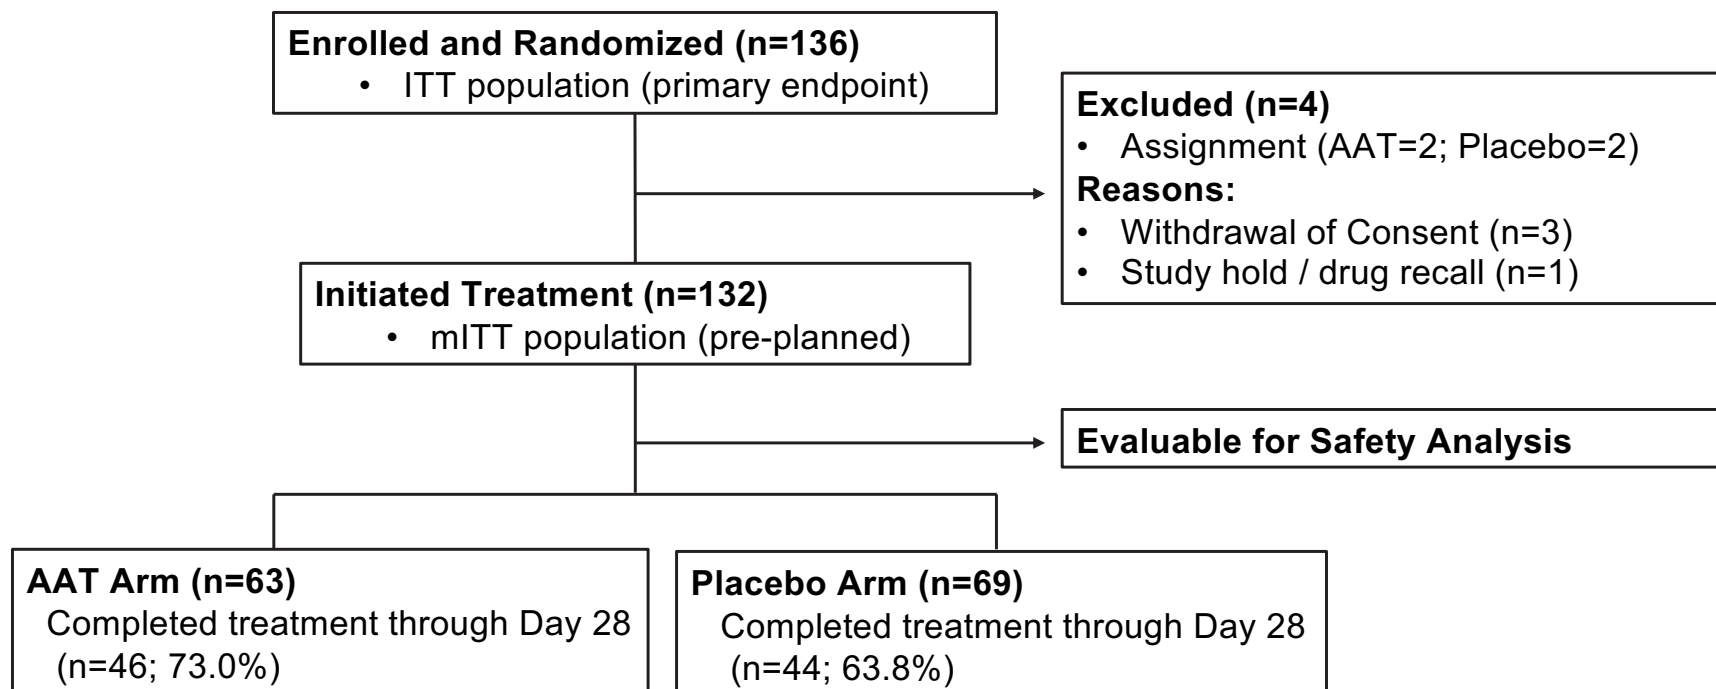 Enrolled and Randomized (n=136)
• ITT population (primary endpoint)
Excluded (n=4)
• Assignment (AAT=2; Placebo=2)
Reasons:
• Withdrawal of Consent (n=3)
• Study hold / drug recall (n=1)
Initiated Treatment (n=132)
• mITT population (pre-planned)
Evaluable for Safety Analysis
AAT Arm (n=63)
Completed treatment through Day 28
(n=46; 73.0%)
Placebo Arm (n=69)
Completed treatment through Day 28
(n=44; 63.8%)